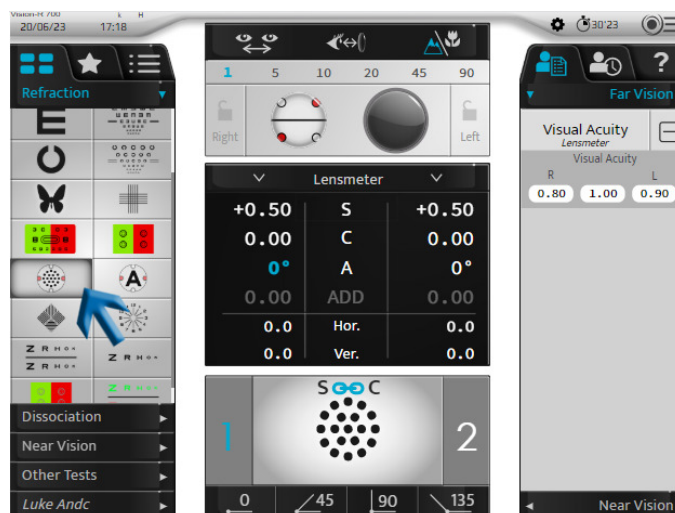 Vision-R 700
20/06/23 17:18
L H
30'23
Refraction
E
A
Z R H O N
Z R H O N
Z R H O N
Dissociation
Near Vision
Other Tests
Luke Andc
1 5 10 20 45 90
Right Left
Lensmeter
+0.50 S +0.50
0.00 C 0.00
0° A 0°
0.00 ADD 0.00
0.0 Hor. 0.0
0.0 Ver. 0.0
S C
1 2
0 45 90 135
?
Far Vision
Visual Acuity
Lensmeter
Visual Acuity
R L
0.80 1.00 0.90
Near Vision